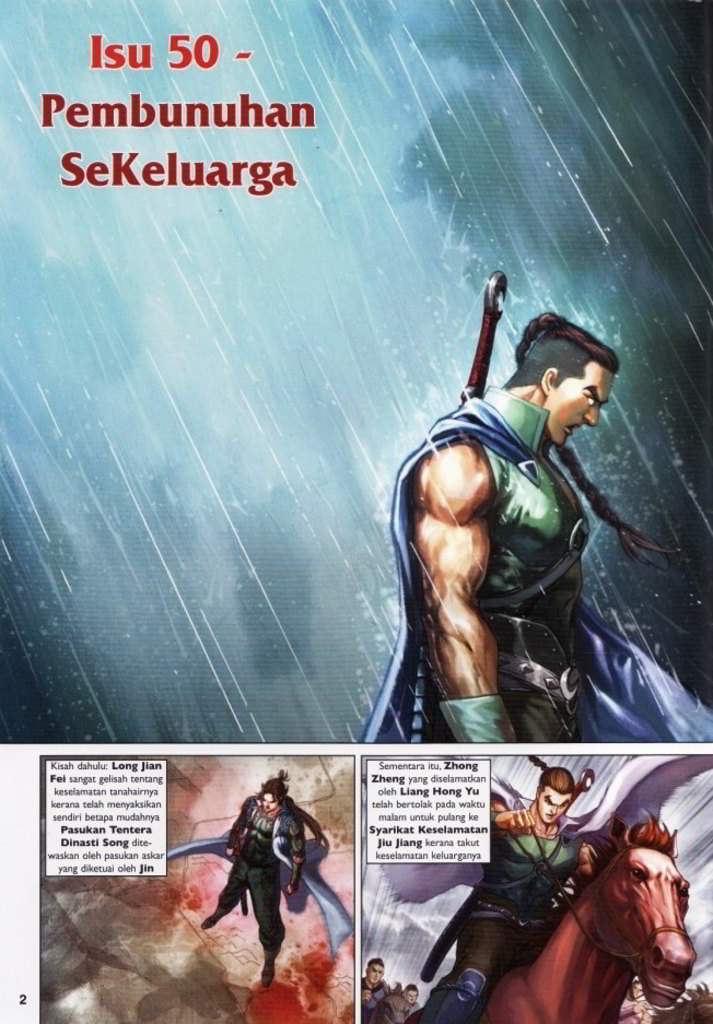 Isu 50 -
Pembunuhan
SeKeluarga
Kisah dahulu: Long Jian
Fei sangat gelisah tentang
keselamatan tanahairnya
kerana telah menyaksikan
sendiri betapa mudahnya
Pasukan Tentera
Dinasti Song dite-
waskan oleh pasukan askar
yang diketuai oleh Jin
Sementara itu, Zhong
Zheng yang diselamatkan
oleh Liang Hong Yu
telah bertolak pada waktu
malam untuk pulang ke
Syarikat Keselamatan
Jiu Jiang kerana takut
keselamatan keluarganya
2